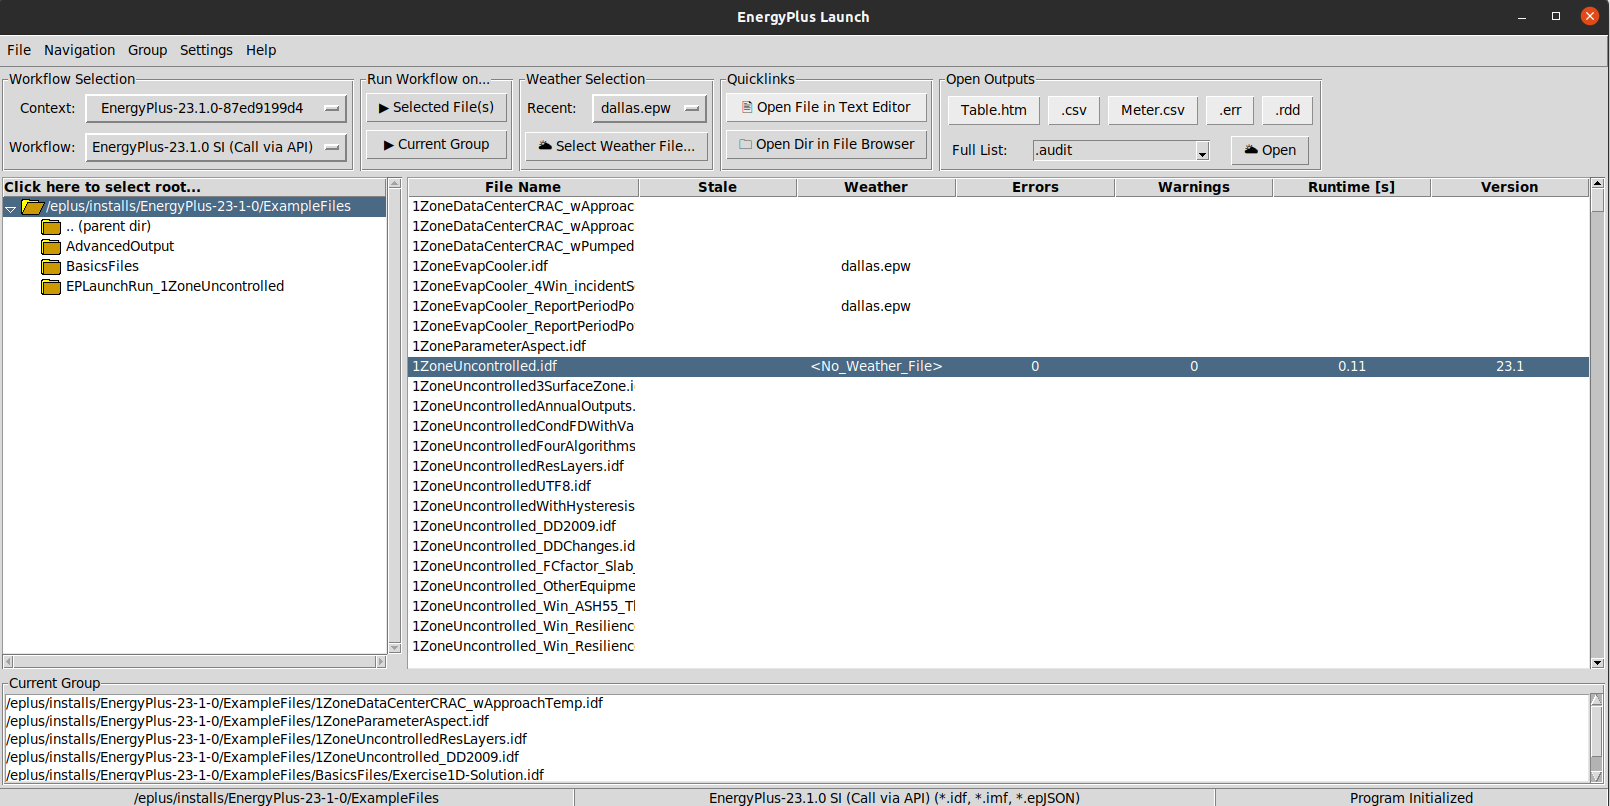 EnergyPlus Launch
File Navigation Group Settings Help
Workflow Selection
Context: EnergyPlus-23.1.0-87ed9199d4
Workflow: EnergyPlus-23.1.0 SI (Call via API)
Run Workflow on...
Selected File(s)
Current Group
Weather Selection
Recent: dallas.epw
Select Weather File...
Quicklinks
Open File in Text Editor
Open Dir in File Browser
Open Outputs
Table.htm .csv Meter.csv .err .rdd
Full List: .audit Open
Click here to select root...
/eplus/installs/EnergyPlus-23-1-0/ExampleFiles
.. (parent dir)
AdvancedOutput
BasicsFiles
EPLaunchRun_1ZoneUncontrolled
File Name Stale Weather Errors Warnings Runtime [s] Version
1ZoneDataCenterCRAC_wApproac
1ZoneDataCenterCRAC_wApproac
1ZoneDataCenterCRAC_wPumped
1ZoneEvapCooler.idf dallas.epw
1ZoneEvapCooler_4Win_incidentS
1ZoneEvapCooler_ReportPeriodPo dallas.epw
1ZoneEvapCooler_ReportPeriodPo
1ZoneParameterAspect.idf
1ZoneUncontrolled.idf <No_Weather_File> 0 0 0.11 23.1
1ZoneUncontrolled3SurfaceZone.i
1ZoneUncontrolledAnnualOutputs.
1ZoneUncontrolledCondFDWithVa
1ZoneUncontrolledFourAlgorithms
1ZoneUncontrolledResLayers.idf
1ZoneUncontrolledUTF8.idf
1ZoneUncontrolledWithHysteresis
1ZoneUncontrolled_DD2009.idf
1ZoneUncontrolled_DDChanges.id
1ZoneUncontrolled_FCfactor_Slab_
1ZoneUncontrolled_OtherEquipme
1ZoneUncontrolled_Win_ASH55_Tl
1ZoneUncontrolled_Win_Resilienc
1ZoneUncontrolled_Win_Resilienc
Current Group
/eplus/installs/EnergyPlus-23-1-0/ExampleFiles/1ZoneDataCenterCRAC_wApproachTemp.idf
/eplus/installs/EnergyPlus-23-1-0/ExampleFiles/1ZoneParameterAspect.idf
/eplus/installs/EnergyPlus-23-1-0/ExampleFiles/1ZoneUncontrolledResLayers.idf
/eplus/installs/EnergyPlus-23-1-0/ExampleFiles/1ZoneUncontrolled_DD2009.idf
/eplus/installs/EnergyPlus-23-1-0/ExampleFiles/BasicsFiles/Exercise1D-Solution.idf
/eplus/installs/EnergyPlus-23-1-0/ExampleFiles EnergyPlus-23.1.0 SI (Call via API) (*.idf, *.imf, *.epJSON) Program Initialized